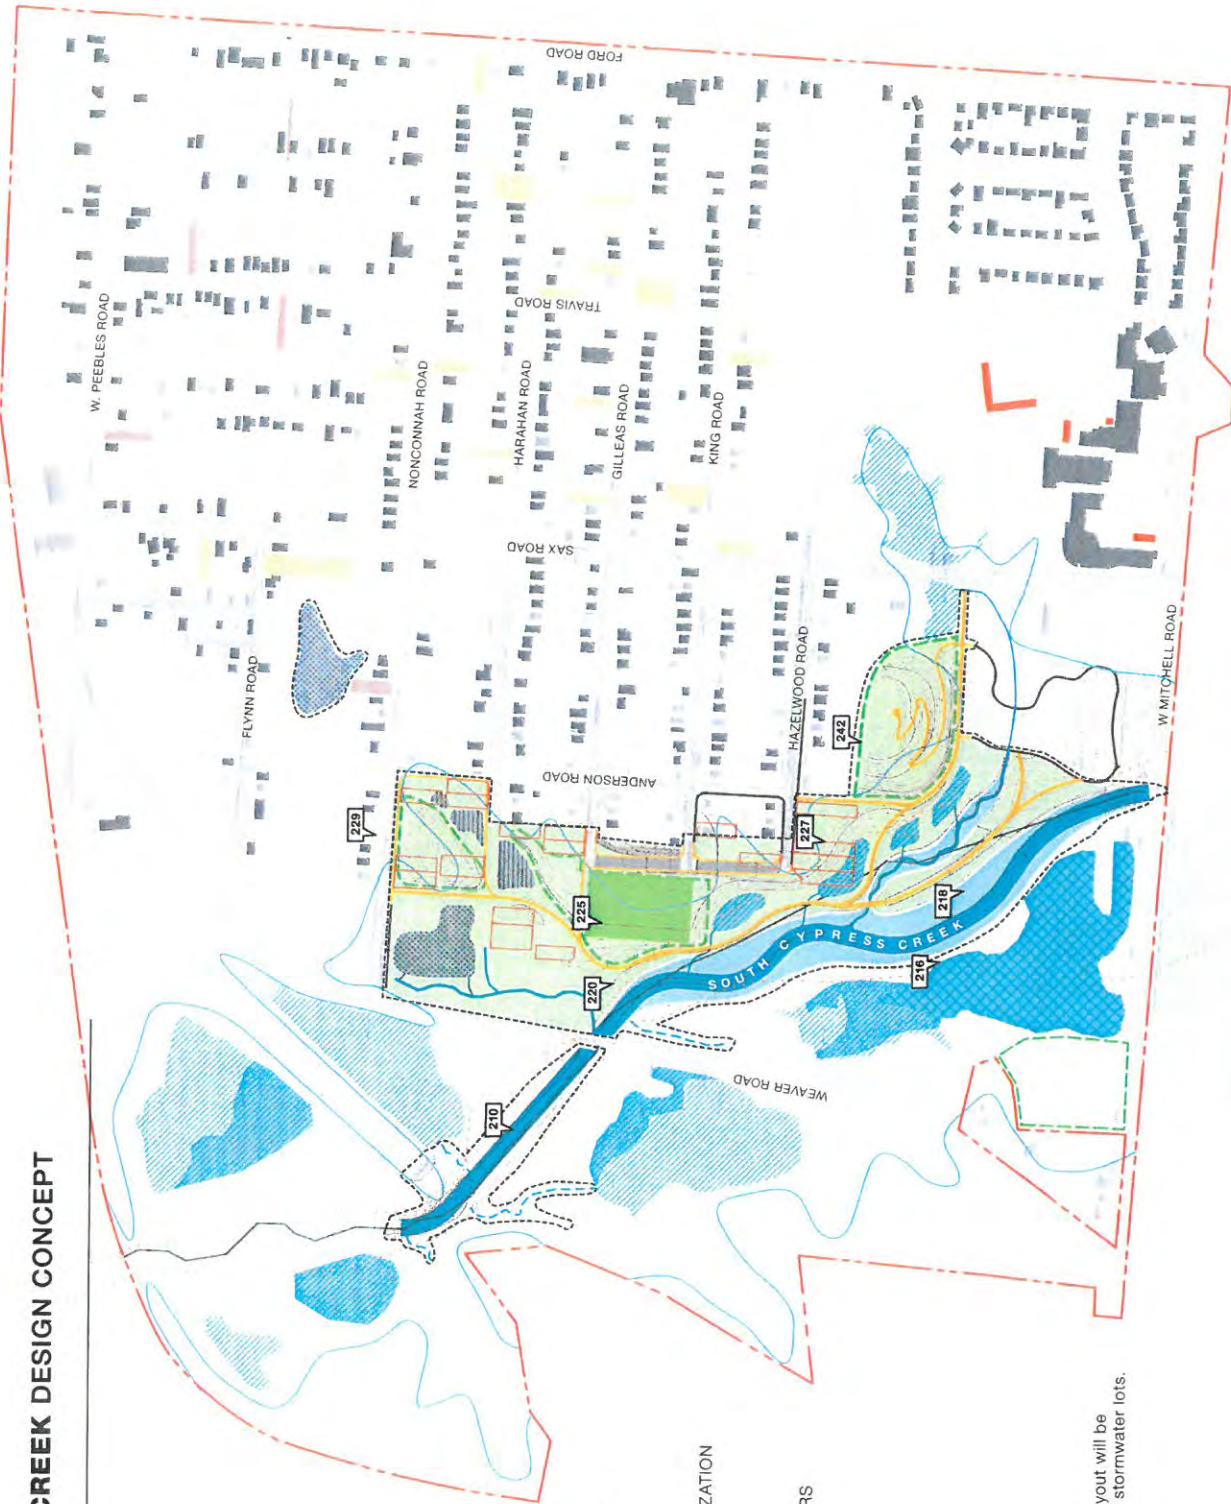 CREEK DESIGN CONCEPT
FORD ROAD
W. PEEBLES ROAD
TRAVIS ROAD
NONCONNAH ROAD
HARAHAN ROAD
GILLEAS ROAD
KING ROAD
SAX ROAD
FLYNN ROAD
HAZELWOOD ROAD
W MITCHELL ROAD
ANDERSON ROAD
242
229
227
225
218
SOUTH CYPRESS CREEK
216
220
WEAVER ROAD
210
ZATION
RS
yout will be
stormwater lots.